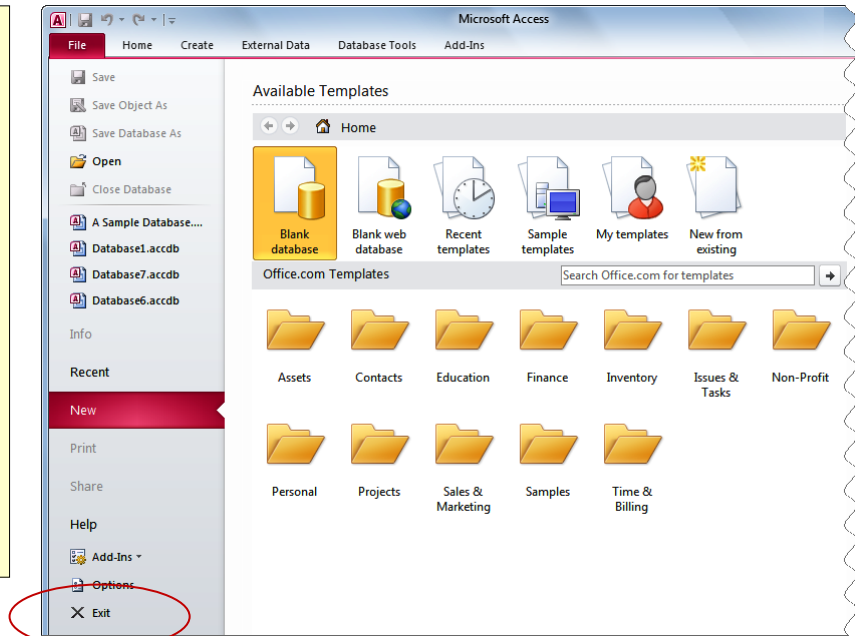 Microsoft Access
File Home Create External Data Database Tools Add-Ins
Save
Save Object As
Save Database As
Open
Close Database
A Sample Database....
Database1.accdb
Database7.accdb
Database6.accdb
Info
Recent
New
Print
Share
Help
Add-Ins
Options
Exit
Available Templates
Home
Blank database
Blank web database
Recent templates
Sample templates
My templates
New from existing
Office.com Templates
Search Office.com for templates
Assets
Contacts
Education
Finance
Inventory
Issues & Tasks
Non-Profit
Personal
Projects
Sales & Marketing
Samples
Time & Billing